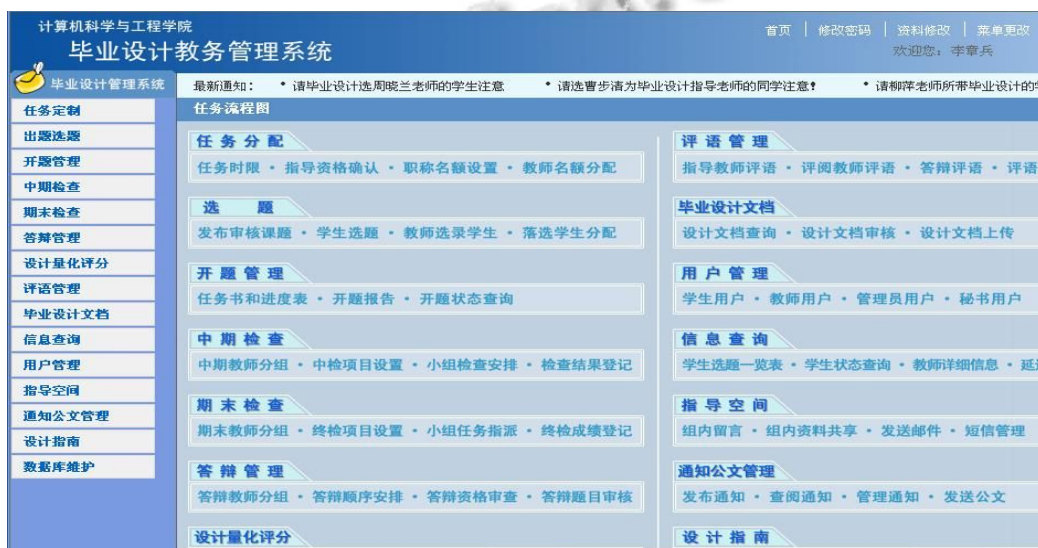 计算机科学与工程学院
毕业设计教务管理系统
首页 | 修改密码 | 资料修改 | 菜单更改
欢迎您：李章兵
毕业设计管理系统
最新通知： • 请毕业设计选周晓兰老师的学生注意 • 请选曹步清为毕业设计指导老师的同学注意! • 请柳萍老师所带毕业设计的
任务定制
出题选题
开题管理
中期检查
期末检查
答辩管理
设计量化评分
评语管理
毕业设计文档
信息查询
用户管理
指导空间
通知公文管理
设计指南
数据库维护
任务流程图
任务分配
任务时限 • 指导资格确认 • 职称名额设置 • 教师名额分配
选 题
发布审核课题 • 学生选题 • 教师选录学生 • 落选学生分配
开题管理
任务书和进度表 • 开题报告 • 开题状态查询
中期检查
中期教师分组 • 中检项目设置 • 小组检查安排 • 检查结果登记
期末检查
期末教师分组 • 终检项目设置 • 小组任务指派 • 终检成绩登记
答辩管理
答辩教师分组 • 答辩顺序安排 • 答辩资格审查 • 答辩题目审核
设计量化评分
评语管理
指导教师评语 • 评阅教师评语 • 答辩评语 • 评语
毕业设计文档
设计文档查询 • 设计文档审核 • 设计文档上传
用户管理
学生用户 • 教师用户 • 管理员用户 • 秘书用户
信息查询
学生选题一览表 • 学生状态查询 • 教师详细信息 • 延
指导空间
组内留言 • 组内资料共享 • 发送邮件 • 短信管理
通知公文管理
发布通知 • 查阅通知 • 管理通知 • 发送公文
设计指南